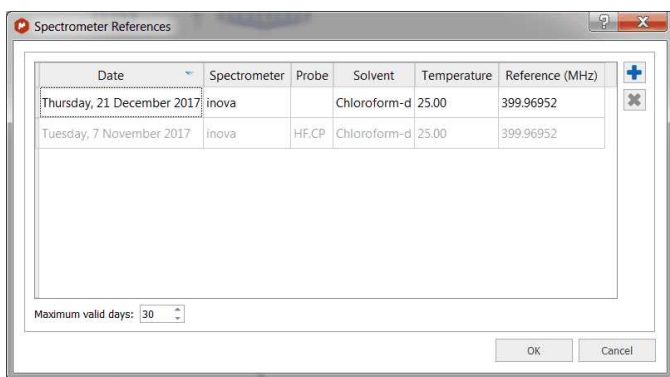 Spectrometer References
Date Spectrometer Probe Solvent Temperature Reference (MHz)
Thursday, 21 December 2017 inova Chloroform-d 25.00 399.96952
Tuesday, 7 November 2017 inova HF.CP Chloroform-d 25.00 399.96952
Maximum valid days: 30
OK Cancel